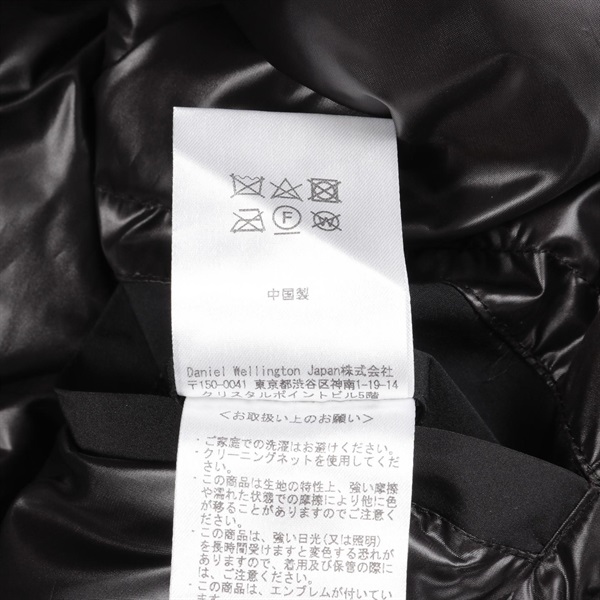 F
W
中国製
Daniel Wellington Japan株式会社
〒150-0041 東京都渋谷区神南1-19-14
クリスタルポイントビル5階
<お取扱い上のお願い>
・ご家庭での洗濯はお避けください。
・クリーニングネットを使用してくだ
さい。
・この商品は生地の特性上、強い摩擦
や濡れた状態での摩擦により他に色
が移ることがありますのでご注意く
ださい。
・この商品は、強い日光(又は照明)
を長時間受けますと変色する恐れが
ありますので、着用及び保管の際に
は、ご注意ください。
・この商品は、エンブレムが付いてい
ます。